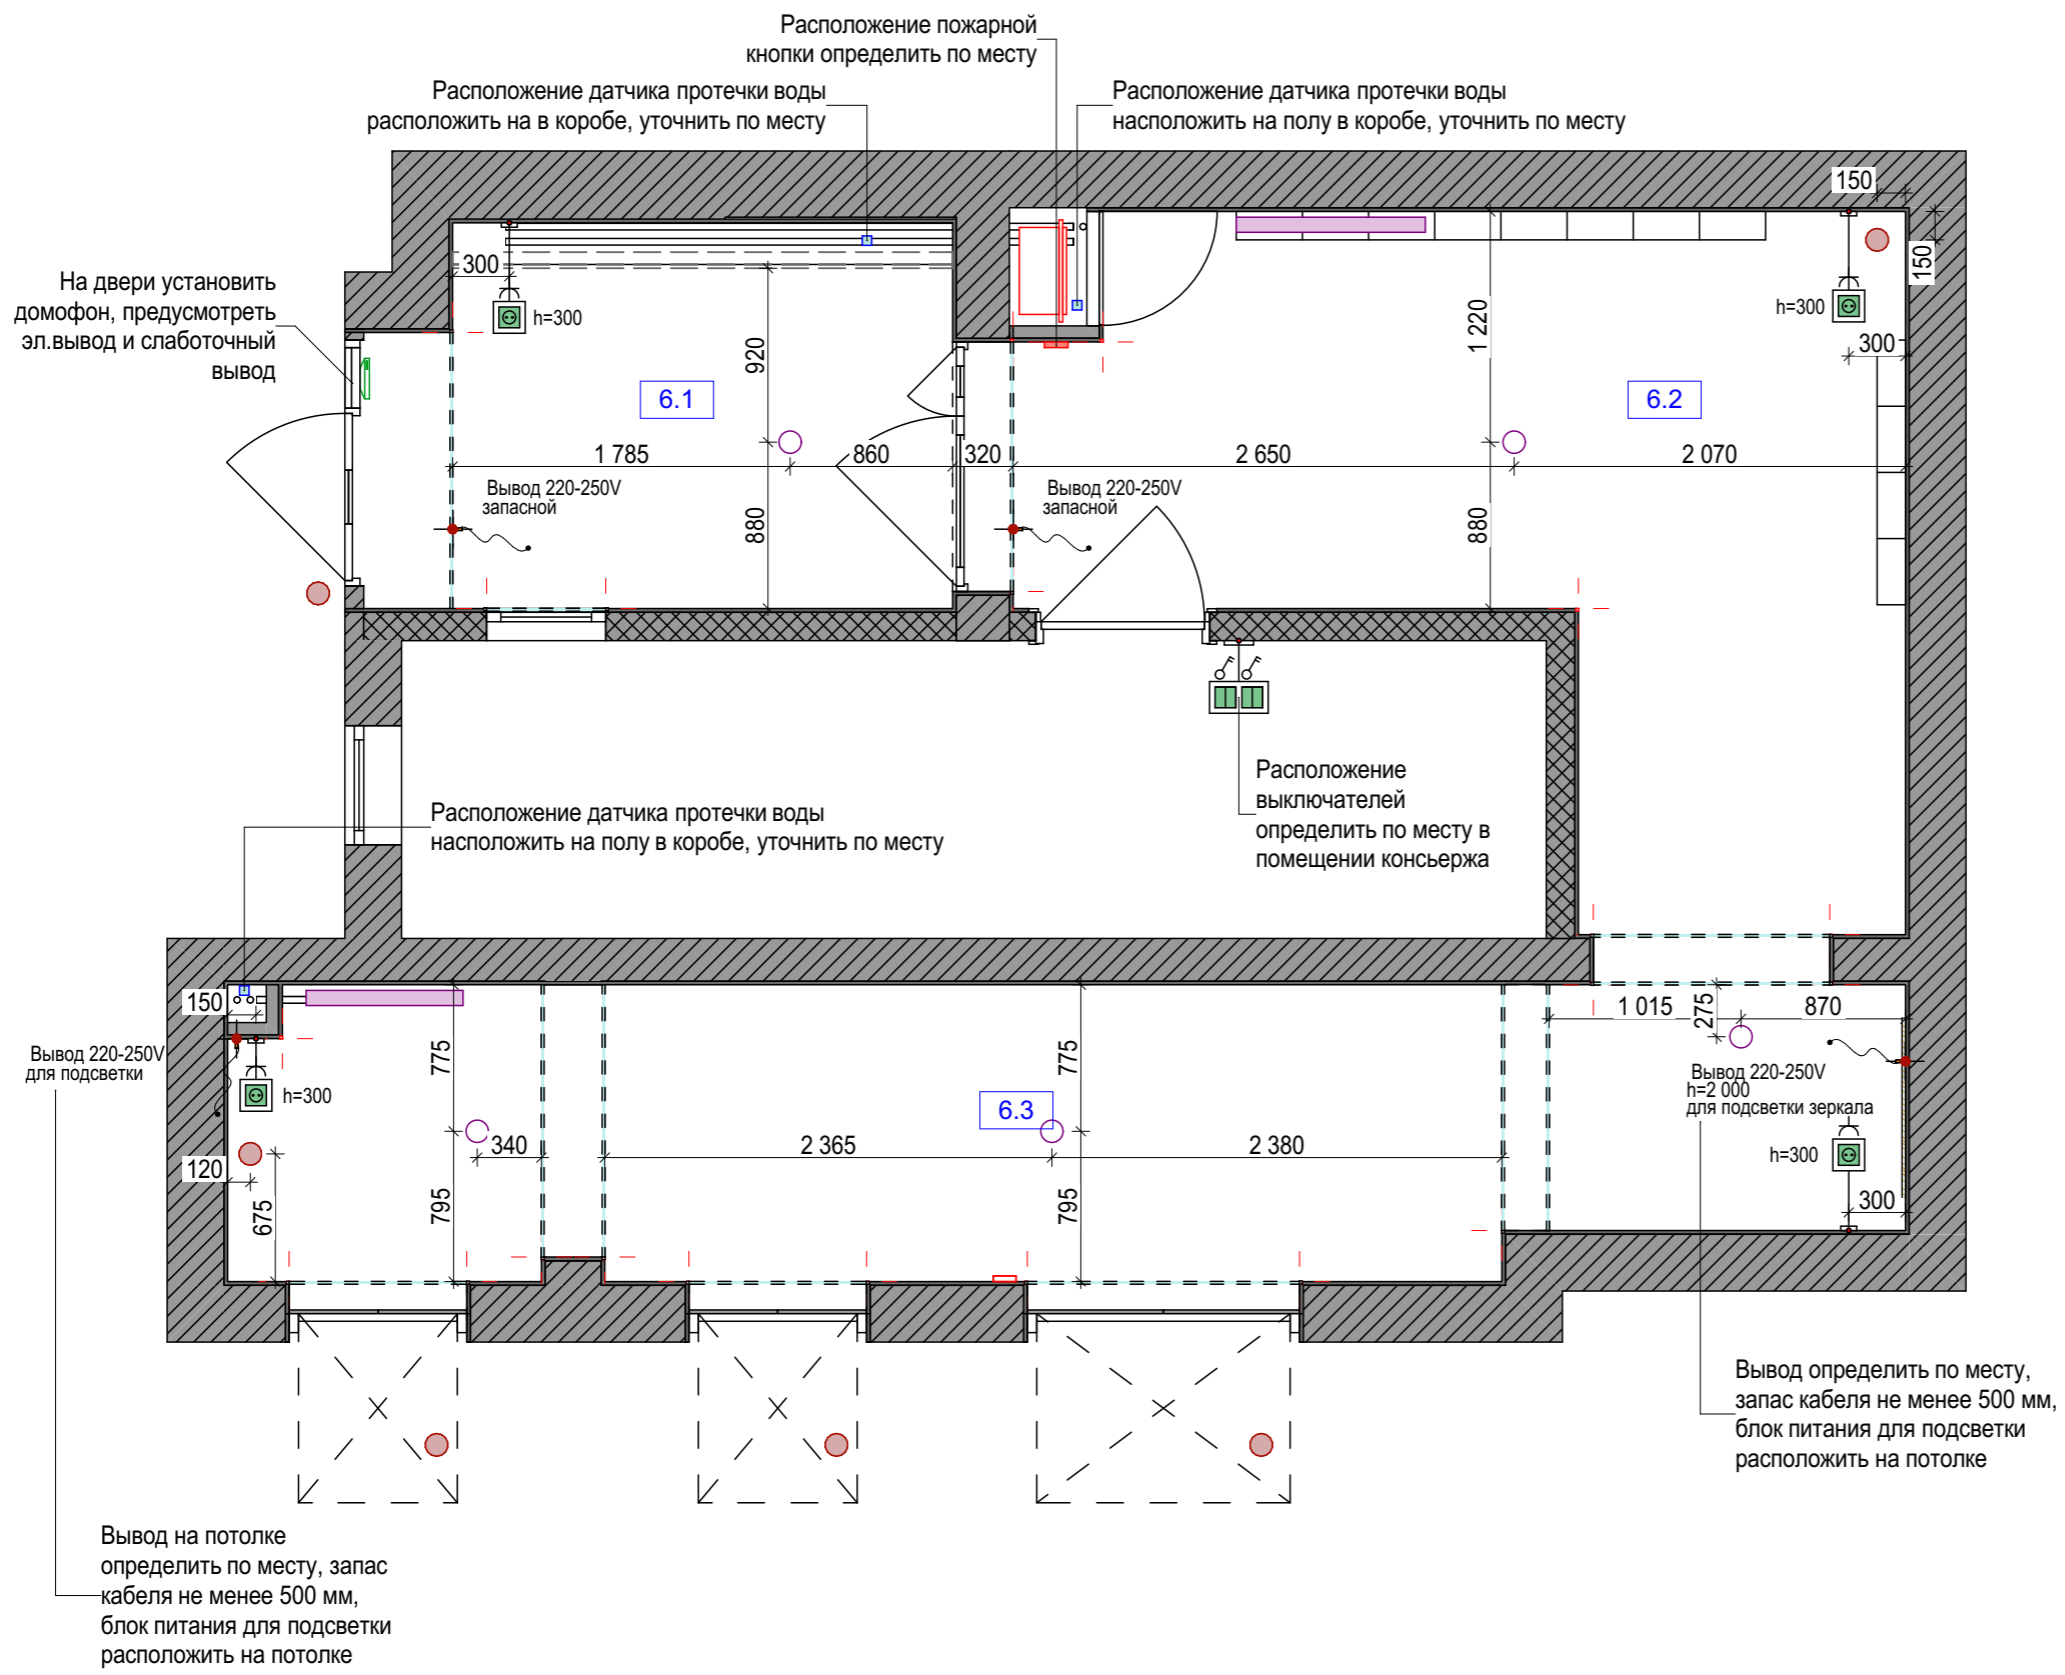 Расположение пожарной
кнопки определить по месту
Расположение датчика протечки воды
расположить на в коробе, уточнить по месту
Расположение датчика протечки воды
насположить на полу в коробе, уточнить по месту
150
150
На двери установить
домофон, предусмотреть
эл.вывод и слаботочный
вывод
300
h=300
920
6.1
1 220
h=300
300
6.2
1 785
860
320
2 650
2 070
Вывод 220-250V
запасной
880
Вывод 220-250V
запасной
880
Расположение
выключателей
определить по месту в
помещении консьержа
Расположение датчика протечки воды
насположить на полу в коробе, уточнить по месту
150
Вывод 220-250V
для подсветки
h=300
775
775
6.3
1 015
275
870
Вывод 220-250V
h=2 000
для подсветки зеркала
h=300
300
120
675
340
795
2 365
795
2 380
Вывод определить по месту,
запас кабеля не менее 500 мм,
блок питания для подсветки
расположить на потолке
Вывод на потолке
определить по месту, запас
кабеля не менее 500 мм,
блок питания для подсветки
расположить на потолке